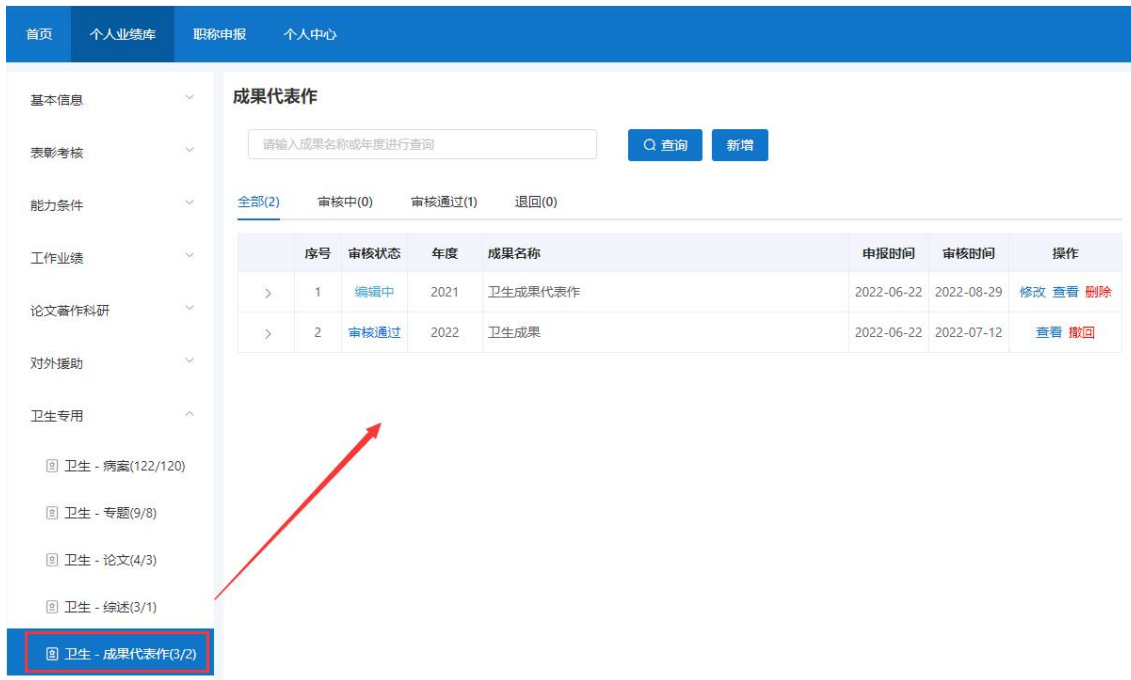 首页 个人业绩库 职称申报 个人中心
基本信息
表彰考核
能力条件
工作业绩
论文著作科研
对外援助
卫生专用
卫生 - 病案(122/120)
卫生 - 专题(9/8)
卫生 - 论文(4/3)
卫生 - 综述(3/1)
卫生 - 成果代表作(3/2)
成果代表作
请输入成果名称或年度进行查询 查询 新增
全部(2) 审核中(0) 审核通过(1) 退回(0)
序号 审核状态 年度 成果名称 申报时间 审核时间 操作
1 编辑中 2021 卫生成果代表作 2022-06-22 2022-08-29 修改 查看 删除
2 审核通过 2022 卫生成果 2022-06-22 2022-07-12 查看 撤回